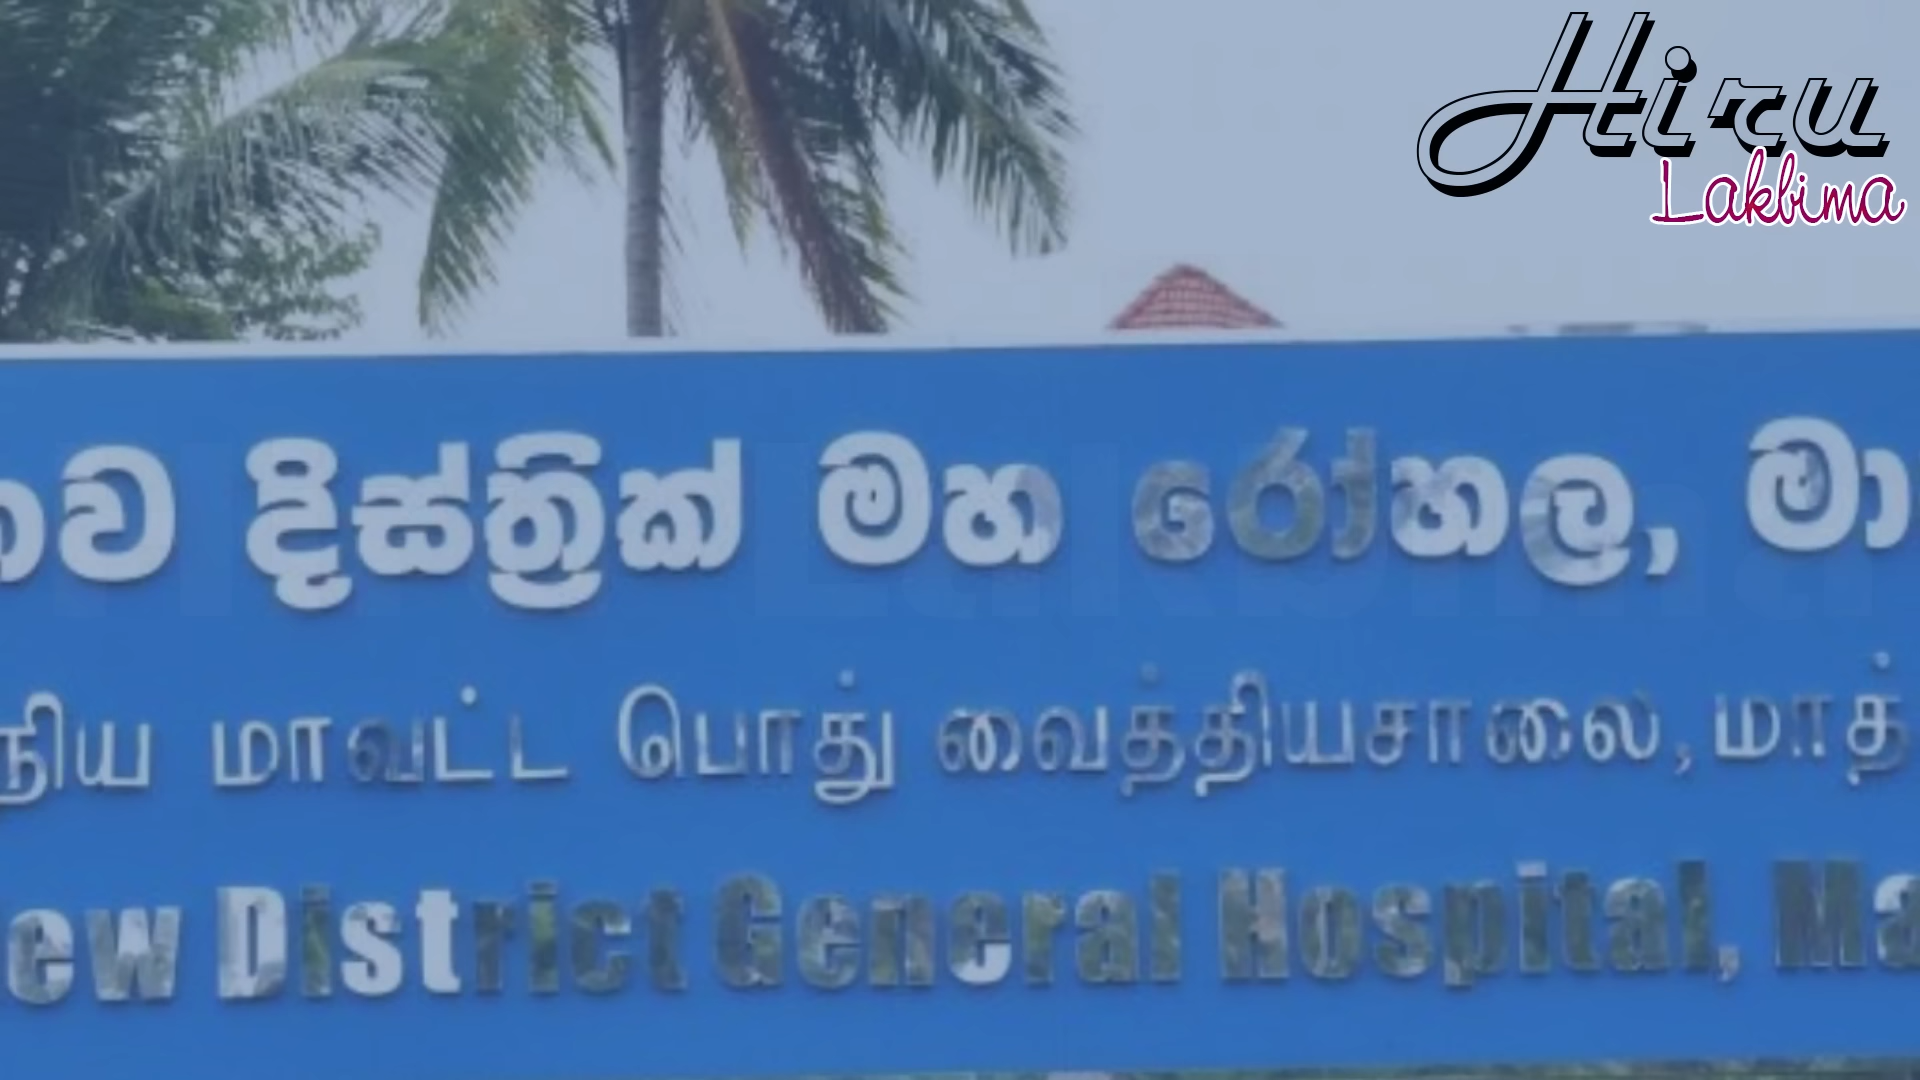 Hiru
Lakbima
ව දිස්ත්‍රික් මහ රෝහල, මා
நிய மாவட்ட பொது வைத்தியசாலை, மாத்
ew District General Hospital, Ma